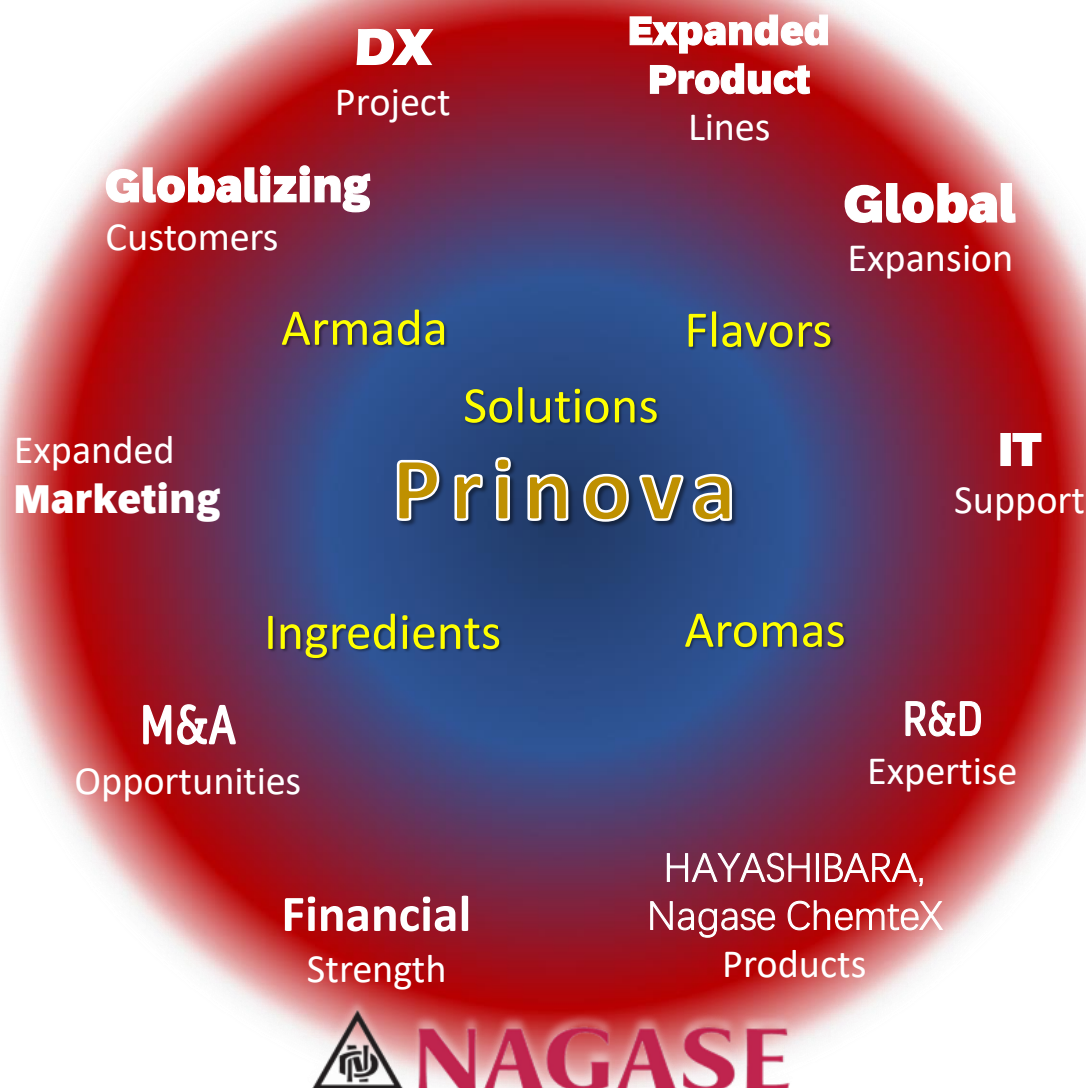 DX
Project
Expanded
Product
Lines
Globalizing
Customers
Global
Expansion
Armada
Flavors
Solutions
Prinova
Expanded
Marketing
IT
Support
Ingredients
Aromas
M&A
Opportunities
R&D
Expertise
HAYASHIBARA,
Nagase ChemteX
Products
Financial
Strength
NAGASE